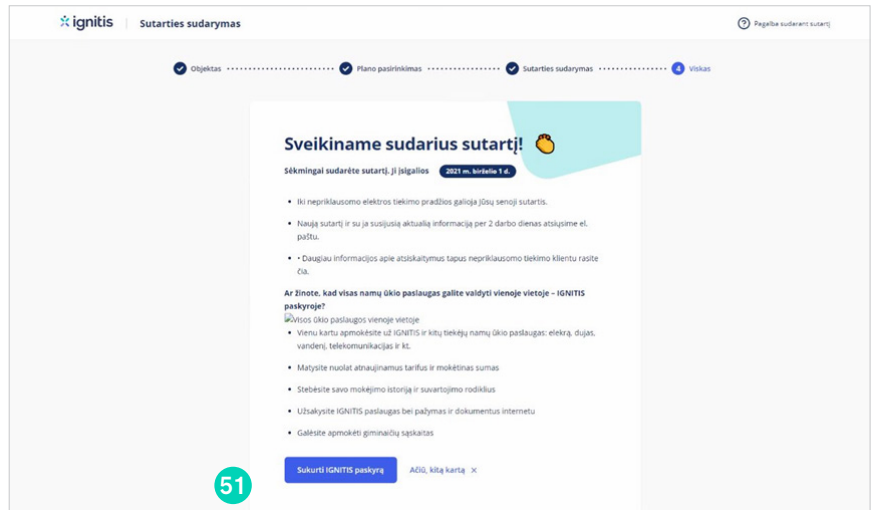 ignitis
Sutarties sudarymas
Pagalba sudarant sutartį
Objektas
Plano pasirinkimas
Sutarties sudarymas
4 Viskas
Sveikiname sudarius sutartį!
Sėkmingai sudarėte sutartį. Ji įsigalios 2021 m. birželio 1 d.
• Iki nepriklausomo elektros tiekimo pradžios galioja Jūsų senoji sutartis.
• Naują sutartį ir su ja susijusią aktualią informaciją per 2 darbo dienas atsiųsime el.
paštu.
• • Daugiau informacijos apie atsiskaitymus tapus nepriklausomo tiekimo klientu rasite
čia.
Ar žinote, kad visas namų ūkio paslaugas galite valdyti vienoje vietoje – IGNITIS
paskyroje?
Visos ūkio paslaugos vienoje vietoje
• Vienu kartu apmokėsite už IGNITIS ir kitų tiekėjų namų ūkio paslaugas: elekrą, dujas,
vandenį, telekomunikacijas ir kt.
• Matysite nuolat atnaujinamus tarifus ir mokėtinas sumas
• Stebėsite savo mokėjimo istoriją ir suvartojimo rodiklius
• Užsakysite IGNITIS paslaugas bei pažymas ir dokumentus internetu
• Galėsite apmokėti giminaičių sąskaitas
Sukurti IGNITIS paskyrą
Ačiū, kitą kartą ×
51